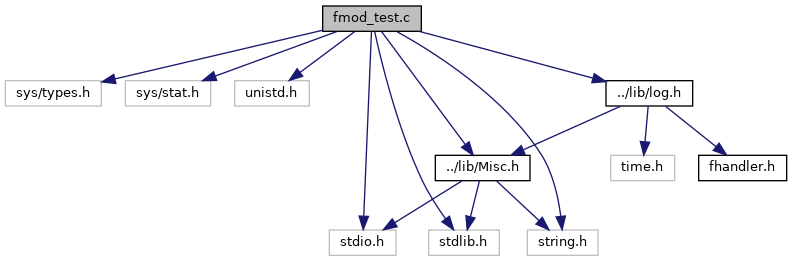 fmod_test.c
sys/types.h
sys/stat.h
unistd.h
../lib/log.h
../lib/Misc.h
time.h
fhandler.h
stdio.h
stdlib.h
string.h